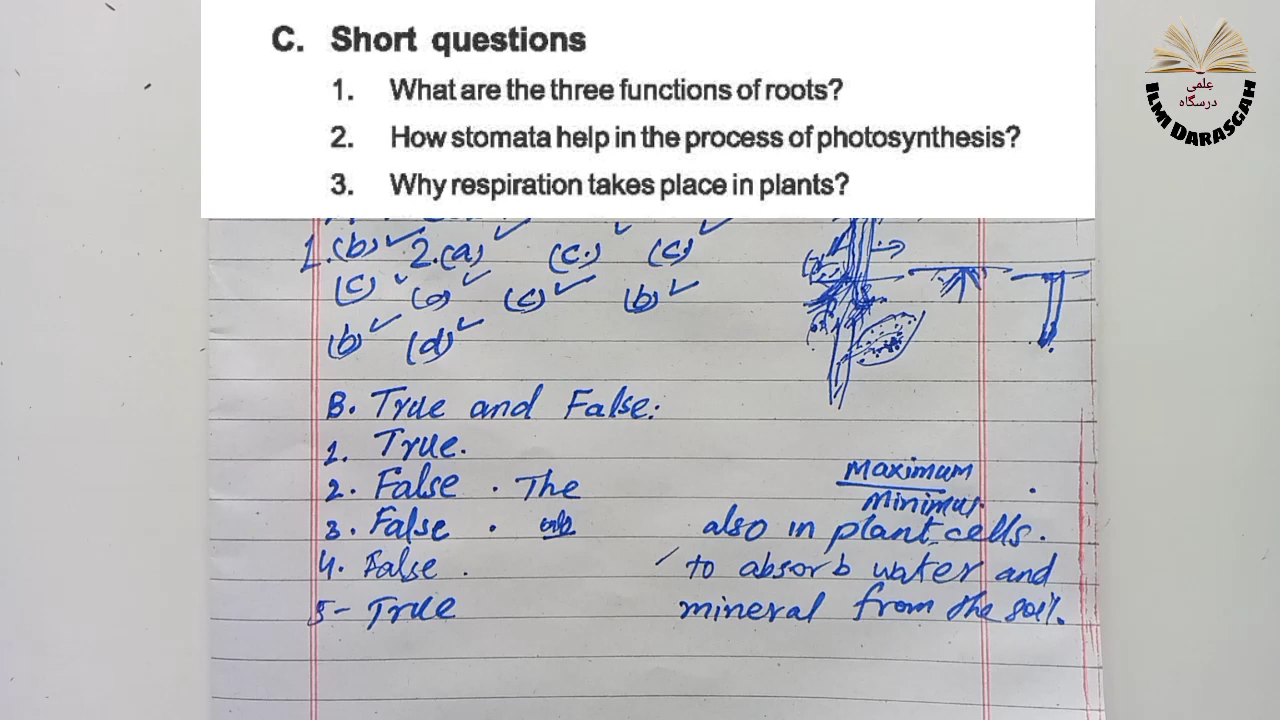 C. Short questions
1. What are the three functions of roots?
2. How stomata help in the process of photosynthesis?
3. Why respiration takes place in plants?
علمی
درسگاہ
ILMI DARASGAH
1. (b) ✓ 2. (a) ✓ (c.) ✓ (c) ✓
(c) ✓ (a) ✓ (c) ✓ (b) ✓
(b) ✓ (d) ✓
B. True and False:
1. True.
2. False . The Maximum
Minimum .
3. False . also in plant cells.
4. False . to absorb water and
5- True mineral from the soil.